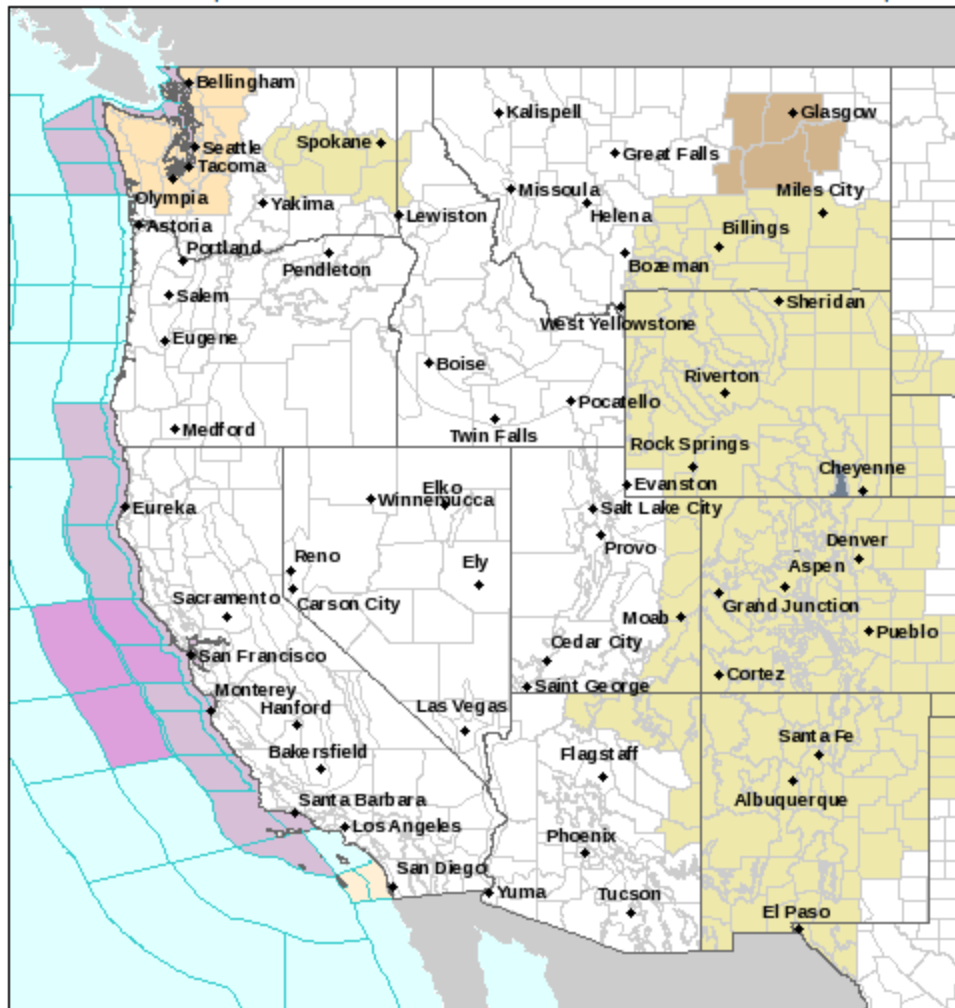 Bellingham
Kalispell
Glasgow
Spokane
Seattle
Great Falls
Tacoma
Missoula
Miles City
Olympia
Yakima
Lewiston
Helena
Astoria
Billings
Portland
Pendleton
Bozeman
Salem
Sheridan
West Yellowstone
Eugene
Boise
Riverton
Pocatello
Medford
Twin Falls
Rock Springs
Cheyenne
Elko
Evanston
Winnemucca
Eureka
Salt Lake City
Denver
Provo
Reno
Ely
Aspen
Sacramento
Carson City
Grand Junction
Moab
Pueblo
Cedar City
San Francisco
Cortez
Saint George
Monterey
Hanford
Las Vegas
Santa Fe
Bakersfield
Flagstaff
Santa Barbara
Albuquerque
Los Angeles
Phoenix
San Diego
Yuma
Tucson
El Paso